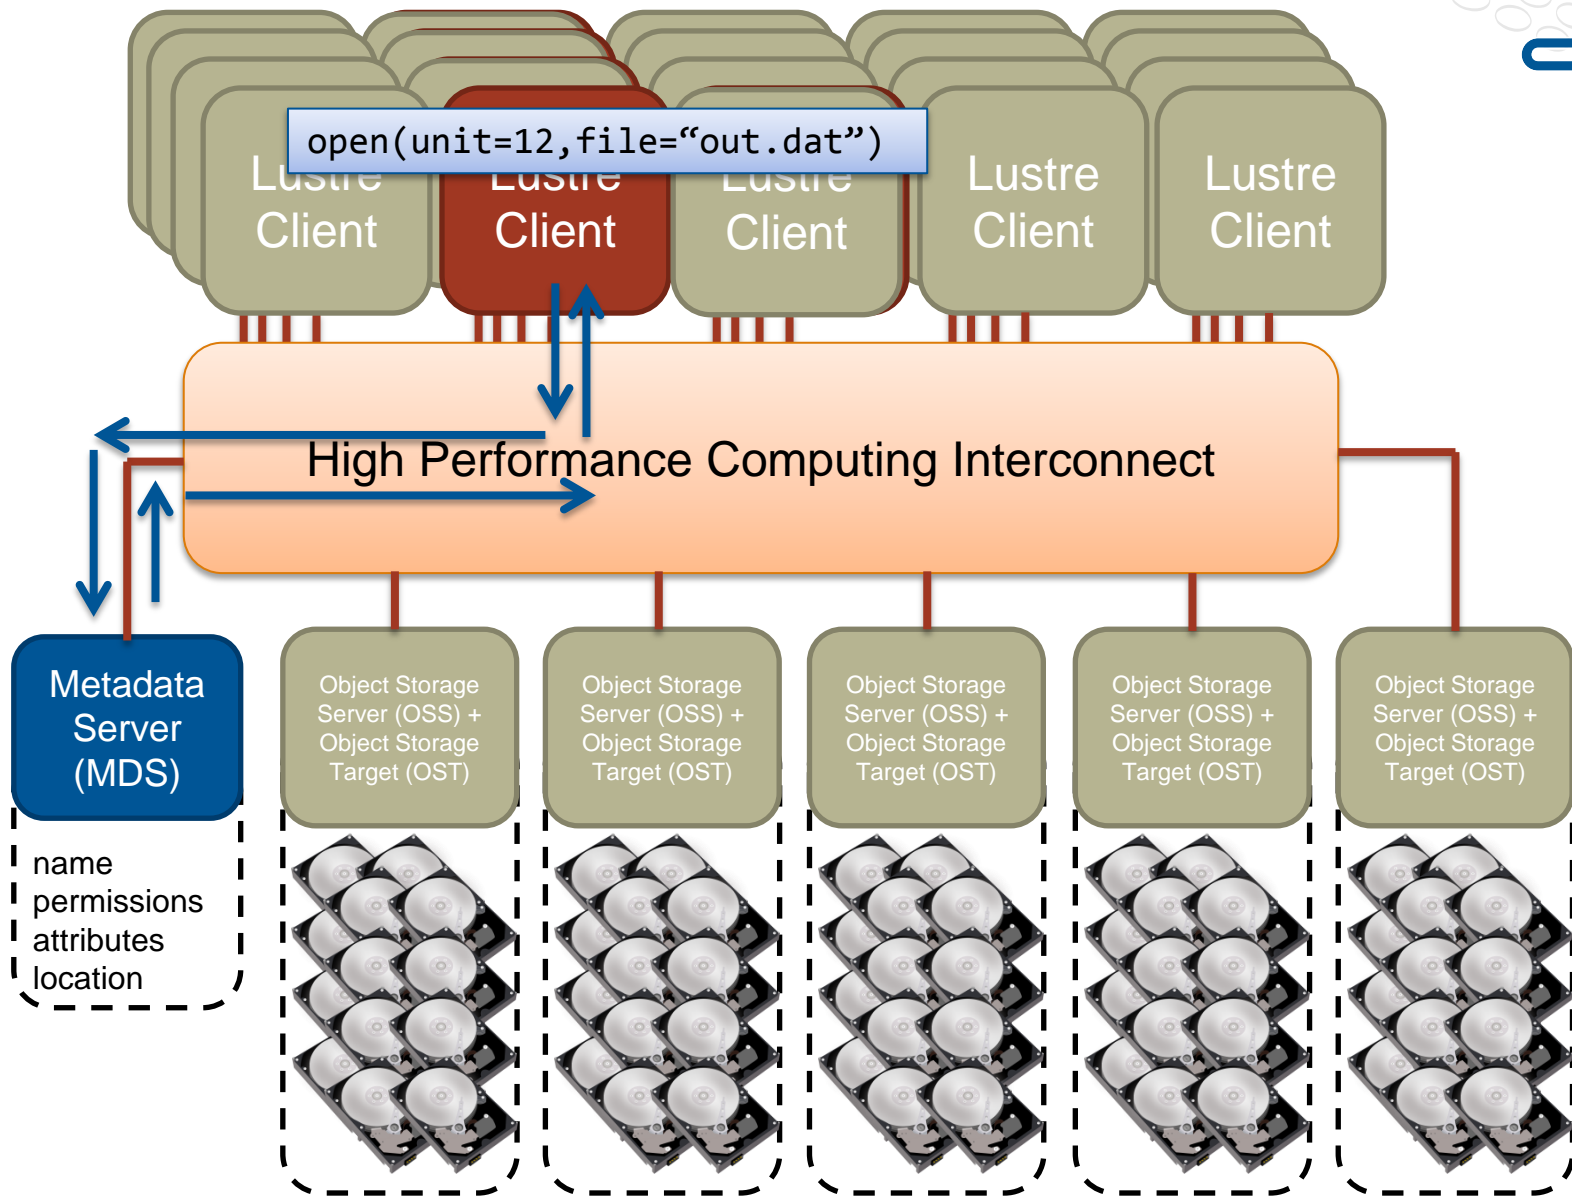 open(unit=12,file=“out.dat”)
Lustre
Client
Lustre
Client
Lustre
Client
Lustre
Client
Lustre
Client
High Performance Computing Interconnect
Metadata
Server
(MDS)
name
permissions
attributes
location
Object Storage
Server (OSS) +
Object Storage
Target (OST)
Object Storage
Server (OSS) +
Object Storage
Target (OST)
Object Storage
Server (OSS) +
Object Storage
Target (OST)
Object Storage
Server (OSS) +
Object Storage
Target (OST)
Object Storage
Server (OSS) +
Object Storage
Target (OST)